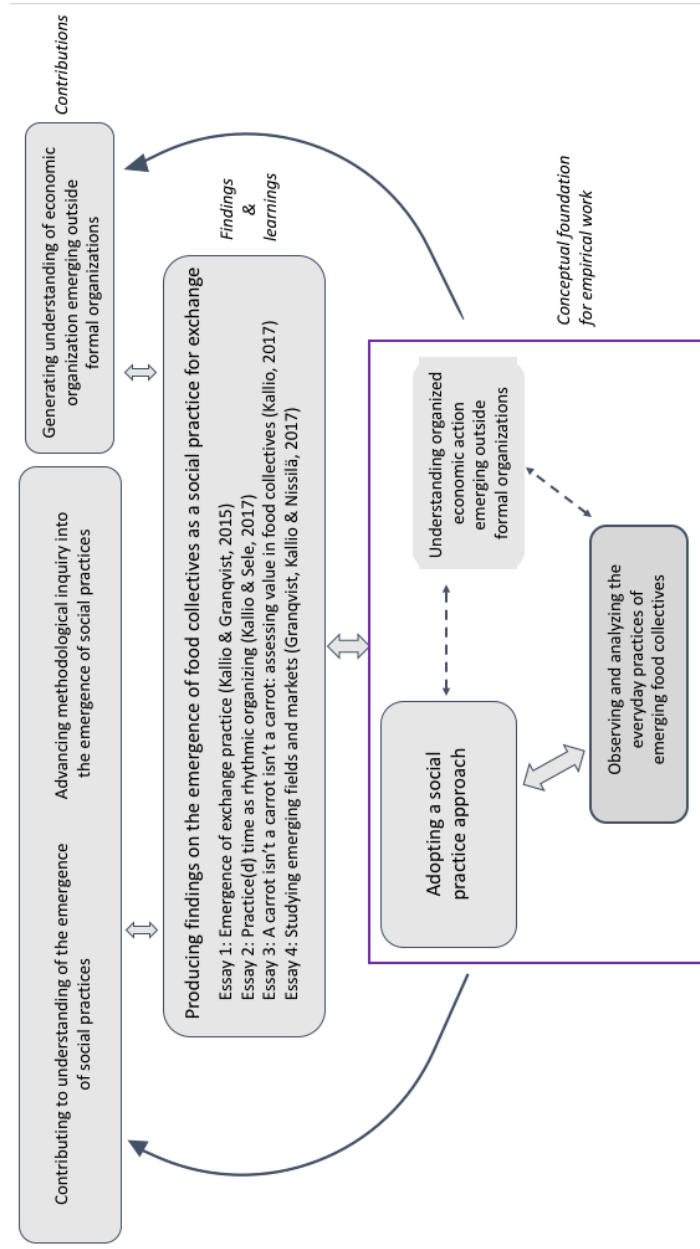 Contributions
Contributing to understanding of the emergence
of social practices
Advancing methodological inquiry into
the emergence of social practices
Generating understanding of economic
organization emerging outside
formal organizations
Findings
&
learnings
Producing findings on the emergence of food collectives as a social practice for exchange
Essay 1: Emergence of exchange practice (Kallio & Granqvist, 2015)
Essay 2: Practice(d) time as rhythmic organizing (Kallio & Sele, 2017)
Essay 3: A carrot isn't a carrot isn't a carrot: assessing value in food collectives (Kallio, 2017)
Essay 4: Studying emerging fields and markets (Granqvist, Kallio & Nissilä, 2017)
Adopting a social
practice approach
Understanding organized
economic action
emerging outside
formal organizations
Conceptual foundation
for empirical work
Observing and analyzing the
everyday practices of
emerging food collectives